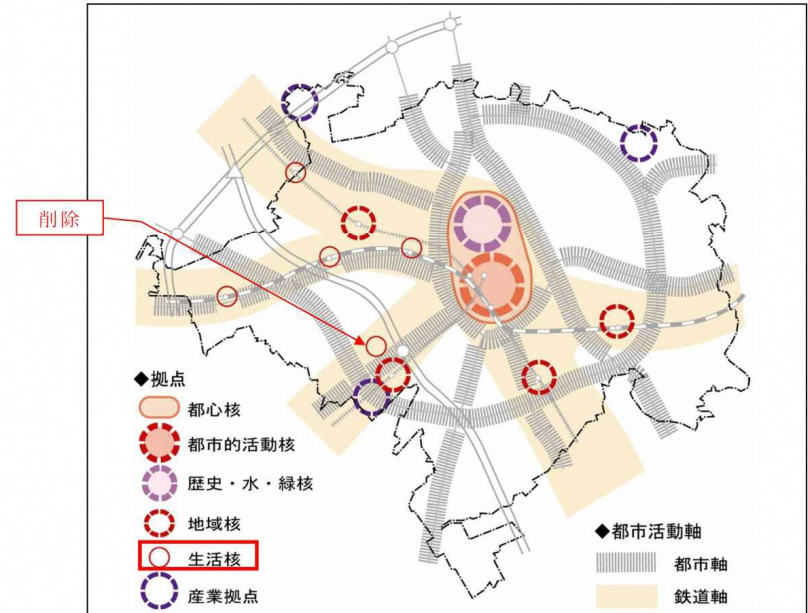 削除
◆拠点
都心核
都市的活動核
歴史・水・緑核
地域核
生活核
産業拠点
◆都市活動軸
都市軸
鉄道軸